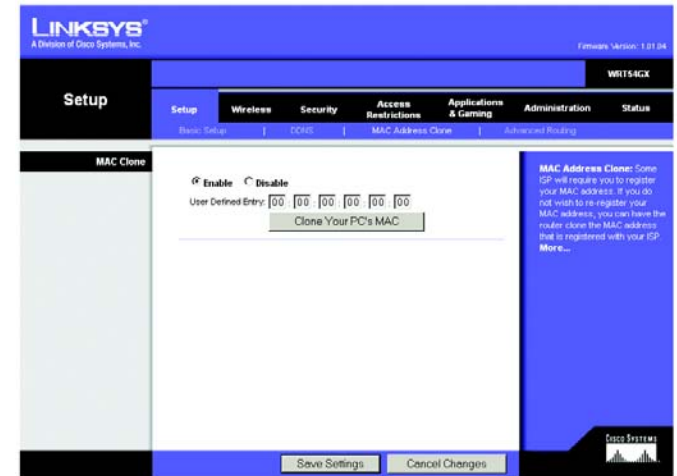 LINKSYS®
A Division of Cisco Systems, Inc.
Firmware Version: 1.01.04
WRT54GX
Setup
Setup Wireless Security Access Restrictions Applications & Gaming Administration Status
Basic Setup | DDNS | MAC Address Clone | Advanced Routing
MAC Clone
Enable Disable
User Defined Entry: 00 : 00 : 00 : 00 : 00 : 00
Clone Your PC's MAC
MAC Address Clone: Some
ISP will require you to register
your MAC address. If you do
not wish to re-
register your
MAC address, you can have the
router clone the MAC address
that is registered with your ISP.
More...
Cisco Systems
Save Settings Cancel Changes